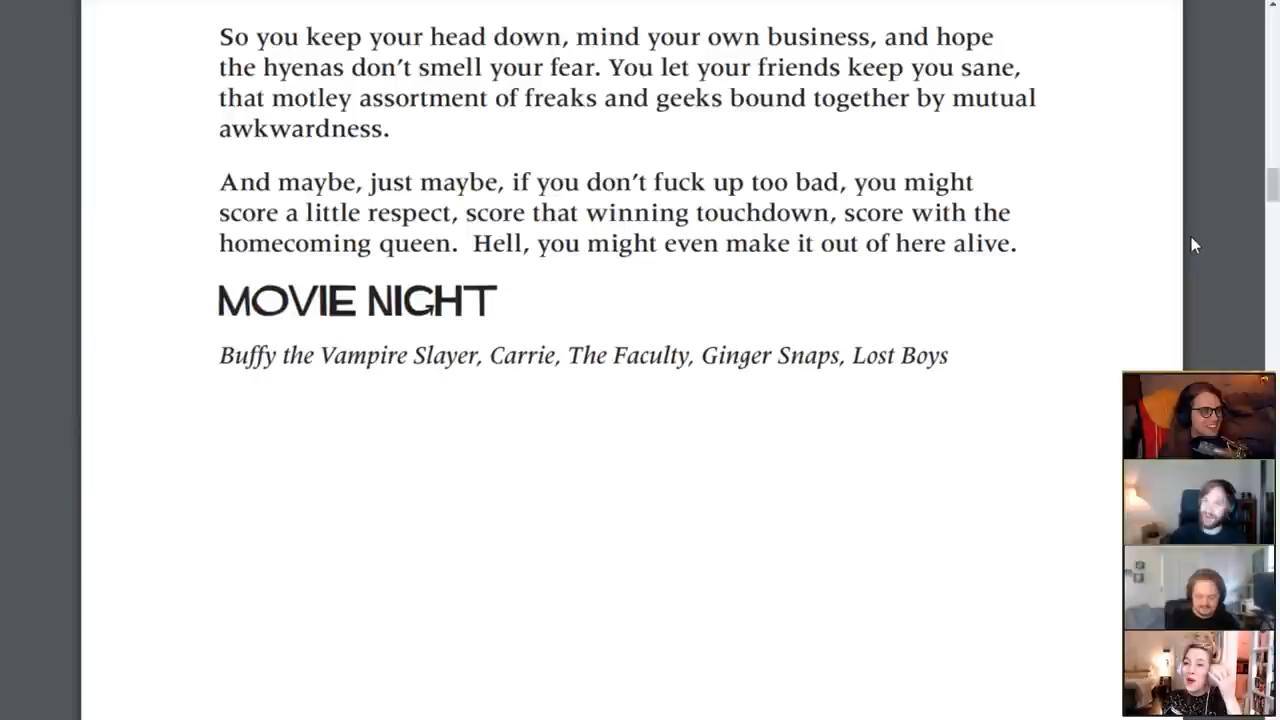 So you keep your head down, mind your own business, and hope
the hyenas don’t smell your fear. You let your friends keep you sane,
that motley assortment of freaks and geeks bound together by mutual
awkwardness.
And maybe, just maybe, if you don’t fuck up too bad, you might
score a little respect, score that winning touchdown, score with the
homecoming queen.  Hell, you might even make it out of here alive.
MOVIE NIGHT
Buffy the Vampire Slayer, Carrie, The Faculty, Ginger Snaps, Lost Boys